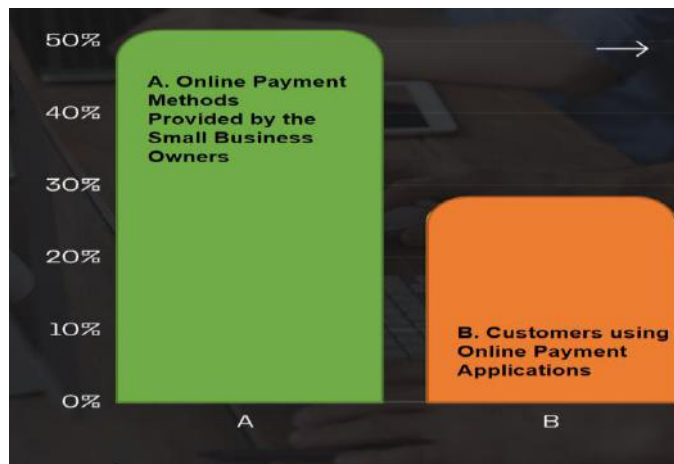 50%
40%
30%
20%
10%
0%
A. Online Payment
Methods
Provided by the
Small Business
Owners
B. Customers using
Online Payment
Applications
A
B